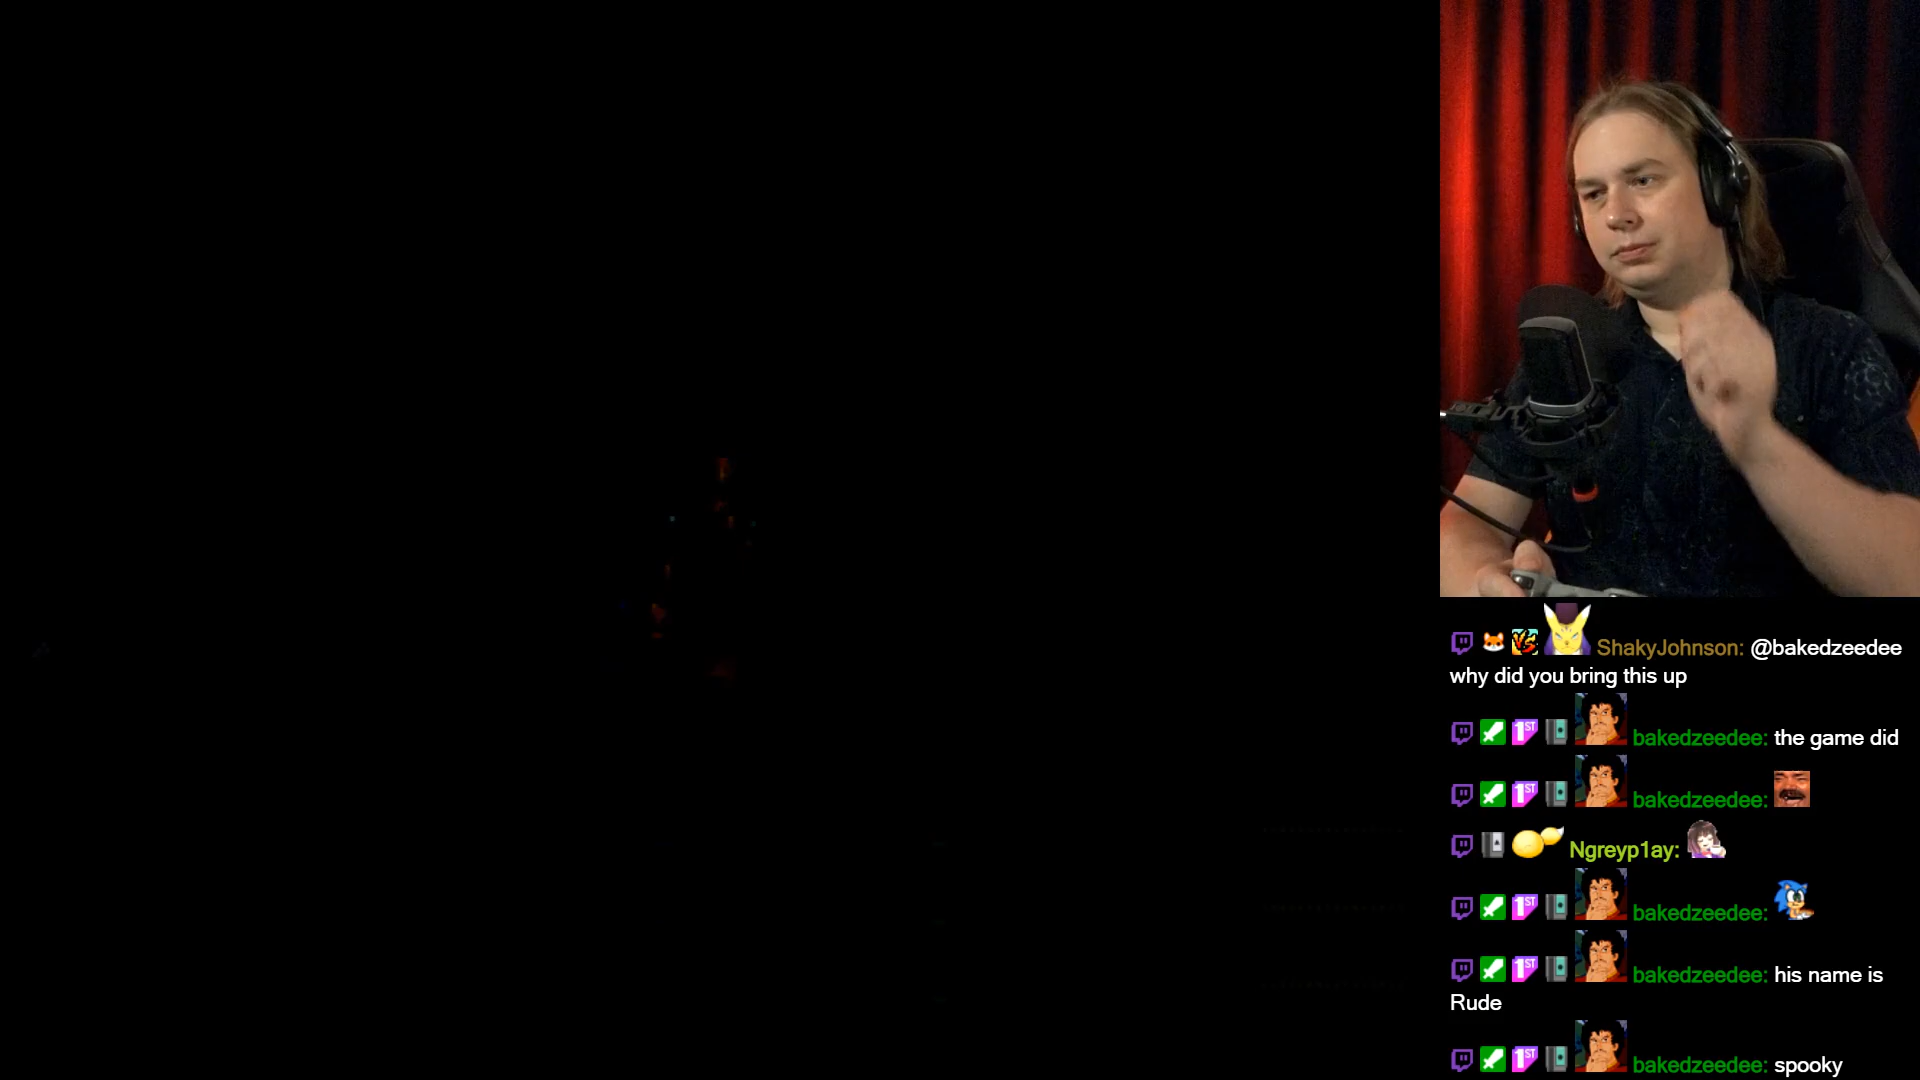 ShakyJohnson: @bakedzeedee
why did you bring this up
bakedzeedee: the game did
bakedzeedee:
Ngreyp1ay:
bakedzeedee:
bakedzeedee: his name is
Rude
bakedzeedee: spooky